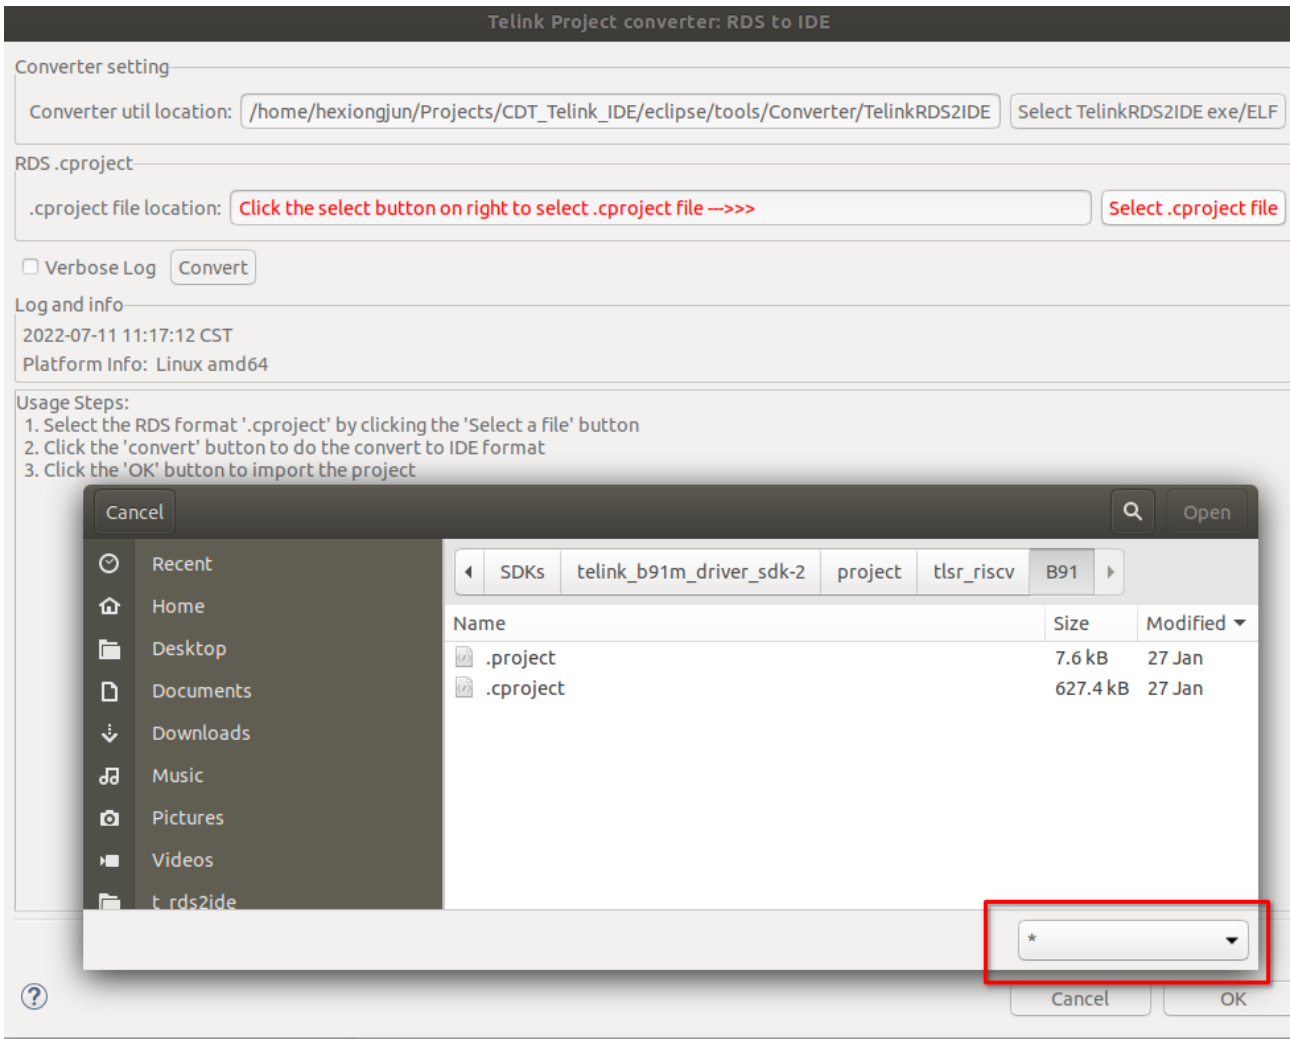 Telink Project converter: RDS to IDE
Converter setting
Converter util location: /home/hexiongjun/Projects/CDT_Telink_IDE/eclipse/tools/Converter/TelinkRDS2IDE Select TelinkRDS2IDE exe/ELF
RDS .cproject
.cproject file location: Click the select button on right to select .cproject file --->>> Select .cproject file
Verbose Log Convert
Log and info
2022-07-11 11:17:12 CST
Platform Info: Linux amd64
Usage Steps:
1. Select the RDS format '.cproject' by clicking the 'Select a file' button
2. Click the 'convert' button to do the convert to IDE format
3. Click the 'OK' button to import the project
Cancel Open
Recent SDKs telink_b91m_driver_sdk-2 project tlsr_riscv B91
Home Name Size Modified
Desktop .project 7.6 kB 27 Jan
Documents .cproject 627.4 kB 27 Jan
Downloads
Music
Pictures
Videos
t_rds2ide
*
? Cancel OK